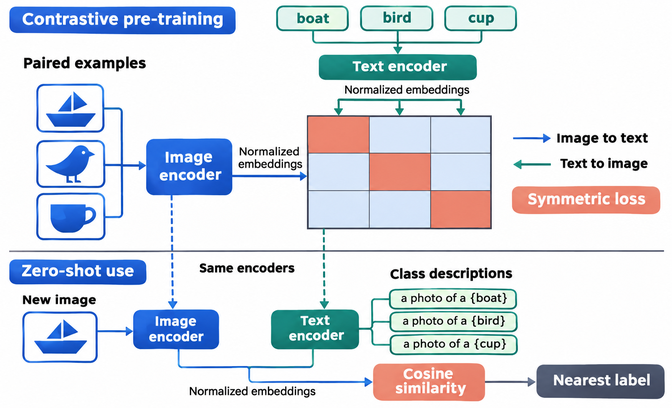 Contrastive pre-training
boat
bird
cup
Paired examples
Text encoder
Normalized embeddings
Image
encoder
Normalized
embeddings
Image to text
Text to image
Symmetric loss
Zero-shot use
Same encoders
Class descriptions
New image
Image
encoder
Text
encoder
a photo of a {boat}
a photo of a {bird}
a photo of a {cup}
Normalized embeddings
Cosine
similarity
Nearest label